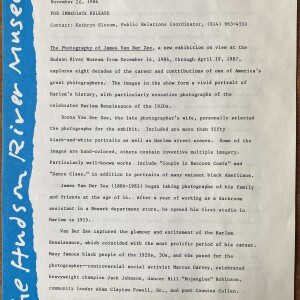 The Hudson River Museum
November 26, 1986
FOR IMMEDIATE RELEASE
Contact: Kathryn Slocum, Public Relations Coordinator, (914) 963-4550
The Photography of James Van Der Zee, a new exhibition on view at the
Hudson River Museum from December 14, 1986, through April 19, 1987,
explores eight decades of the career and contributions of one of America's
great photographers. The images in the show form a vivid portrait of
Harlem's history, with particularly evocative photographs of the
celebrated Harlem Renaissance of the 1920s.
Donna Van Der Zee, the late photographer's wife, personally selected
the photographs for the exhibit. Included are more than fifty
black-and-white portraits as well as Harlem street scenes. Some of the
images are hand-colored, others contain inventive multiple imagery.
Particularly well-known works include "Couple in Raccoon Coats" and
"Dance Class," in addition to portraits of many eminent black Americans.
James Van Der Zee (1886-1983) began taking photographs of his family
and friends at the age of 14. After a year of working as a darkroom
assistant in a Newark department store, he opened his first studio in
Harlem in 1915.
Van Der Zee captured the glamour and excitement of the Harlem
Renaissance, which coincided with the most prolific period of his career.
Many famous black people of the 1920s, 30s, and 40s posed for the
photographer--controversial social activist Marcus Garvey, celebrated
heavyweight champion Jack Johnson, dancer Bill "Bojangles" Robinson,
community leader Adam Clayton Powell, Sr., and poet Countee Cullen.